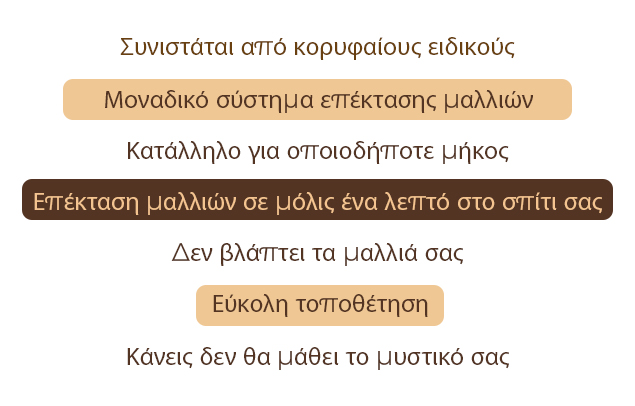 Συνιστάται από κορυφαίους ειδικούς
Μοναδικό σύστημα επέκτασης μαλλιών
Κατάλληλο για οποιοδήποτε μήκος
Επέκταση μαλλιών σε μόλις ένα λεπτό στο σπίτι σας
Δεν βλάπτει τα μαλλιά σας
Εύκολη τοποθέτηση
Κάνεις δεν θα μάθει το μυστικό σας